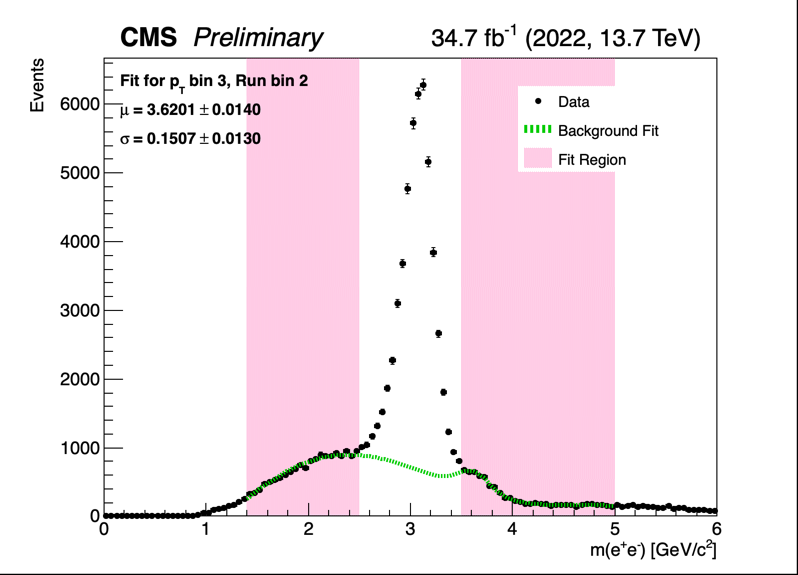 CMS Preliminary
34.7 fb⁻¹ (2022, 13.7 TeV)
Events
Fit for p_T bin 3, Run bin 2
μ = 3.6201 ± 0.0140
σ = 0.1507 ± 0.0130
Data
Background Fit
Fit Region
6000
5000
4000
3000
2000
1000
0
0 1 2 3 4 5 6
m(e⁺e⁻) [GeV/c²]